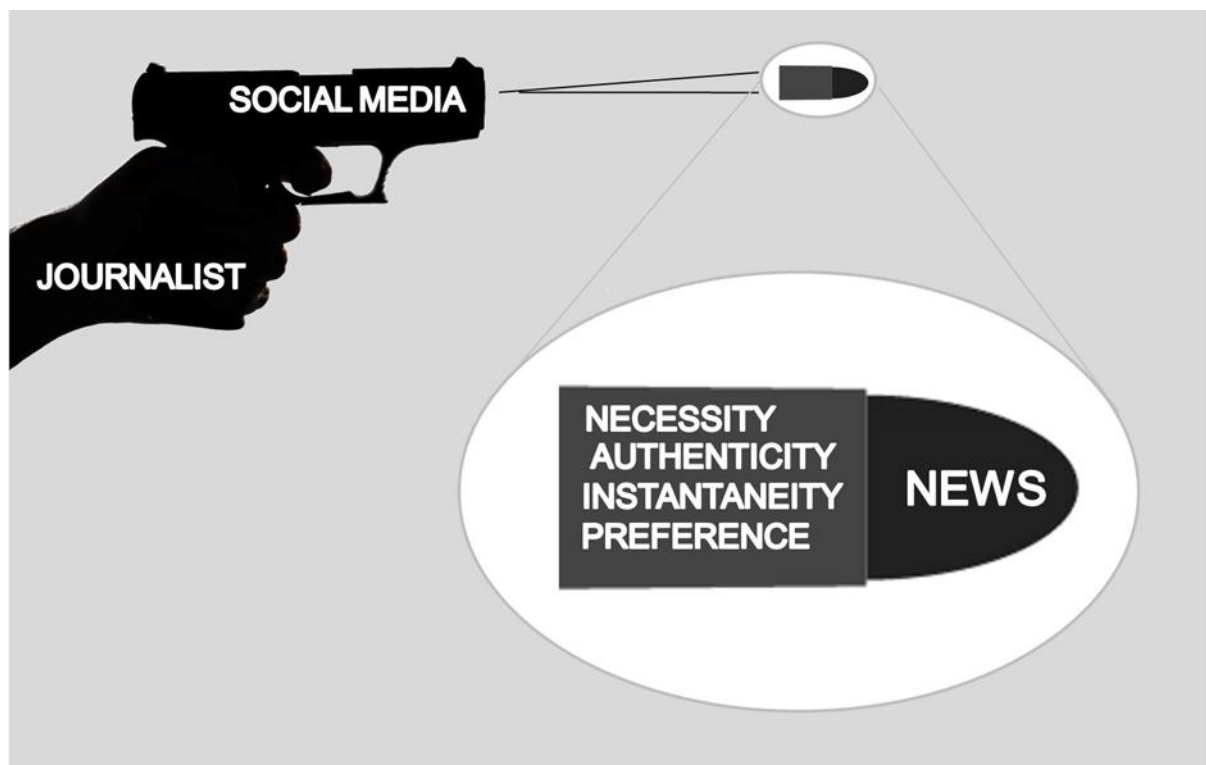 SOCIAL MEDIA
JOURNALIST
NECESSITY
AUTHENTICITY
INSTANTANEITY
PREFERENCE
NEWS